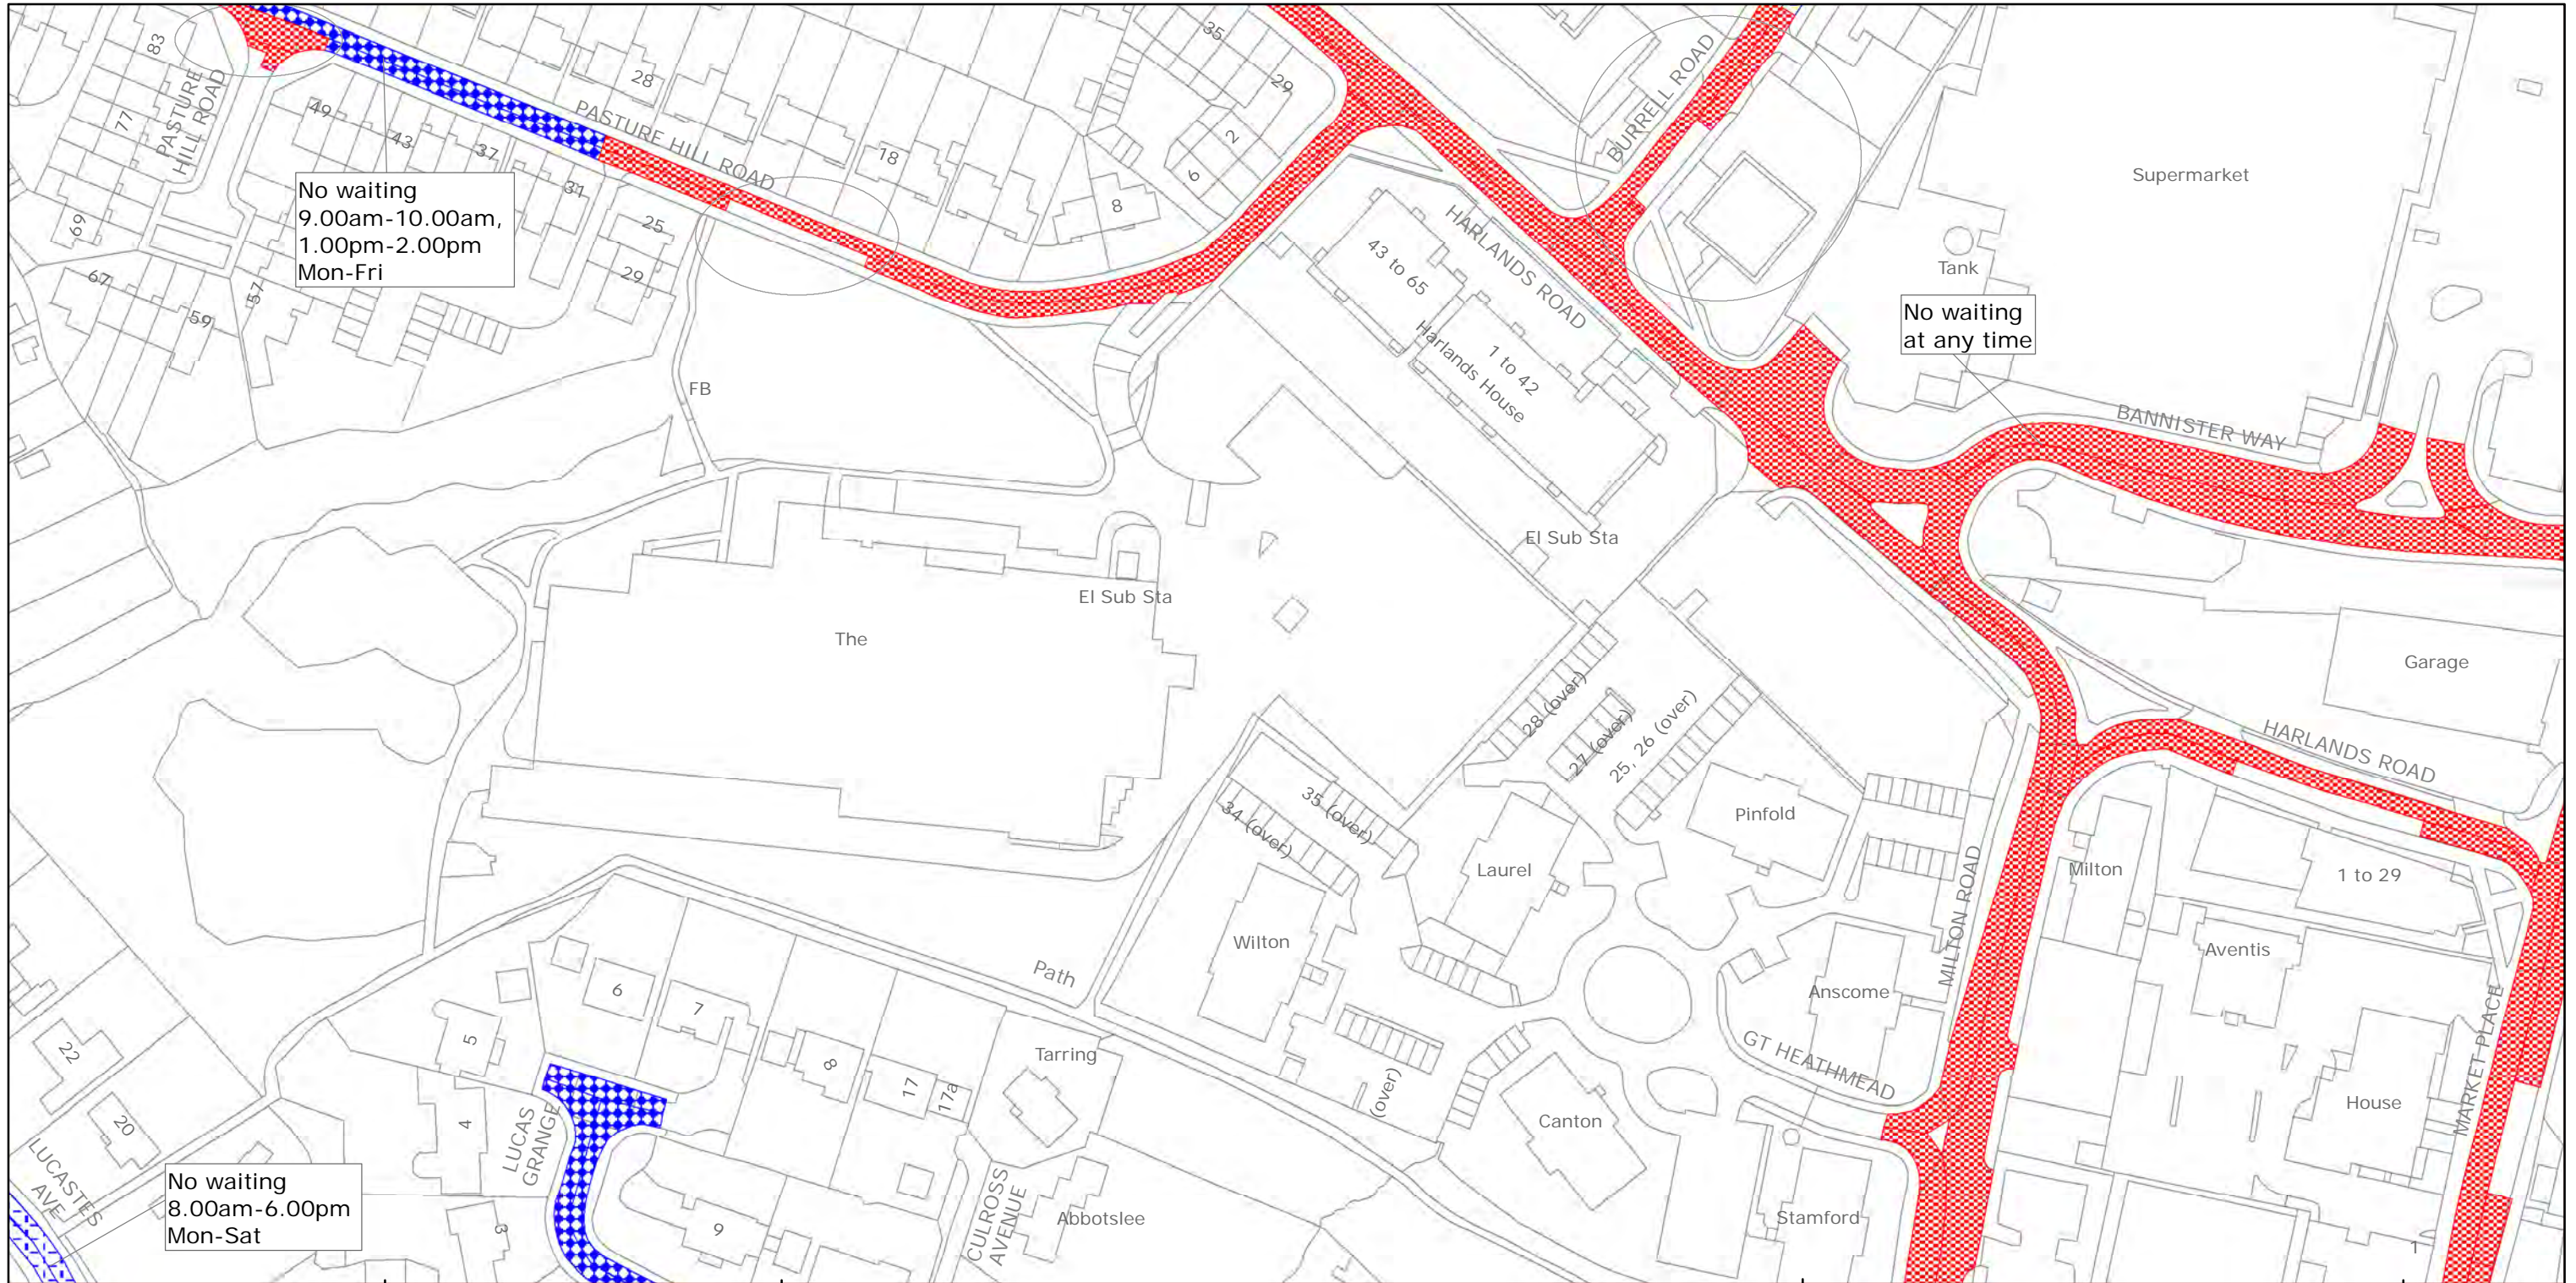 83
PASTURE
HILL ROAD
77
69
67
59
57
49
43
37
31
25
29
28
PASTURE HILL ROAD
18
8
35
29
2
6
No waiting
9.00am-10.00am,
1.00pm-2.00pm
Mon-Fri
BURRELL ROAD
HARLANDS ROAD
43 to 65
1 to 42
Harlands House
Supermarket
Tank
No waiting
at any time
BANNISTER WAY
FB
El Sub Sta
El Sub Sta
The
Garage
HARLANDS ROAD
28 (over)
27 (over)
25, 26 (over)
35 (over)
34 (over)
Pinfold
Laurel
Wilton
Milton
1 to 29
Aventis
MILTON ROAD
Anscome
GT HEATHMEAD
MARKET PLACE
House
Path
6
7
5
8
17
17a
Tarring
(over)
Canton
22
20
4
LUCAS
GRANGE
LUCASTES
AVE
No waiting
8.00am-6.00pm
Mon-Sat
3
9
CULROSS
AVENUE
Abbotslee
Stamford
1